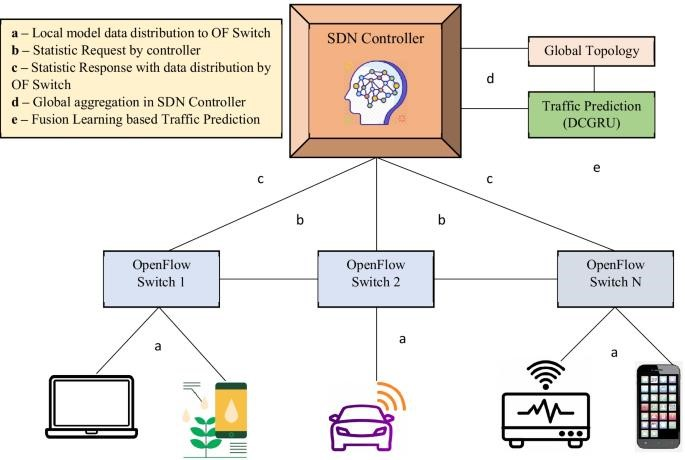 a – Local model data distribution to OF Switch
b – Statistic Request by controller
c – Statistic Response with data distribution by
OF Switch
d – Global aggregation in SDN Controller
e – Fusion Learning based Traffic Prediction
SDN Controller
Global Topology
d
Traffic Prediction
(DCGRU)
e
c
c
b
b
OpenFlow
Switch 1
OpenFlow
Switch 2
OpenFlow
Switch N
a
a
a